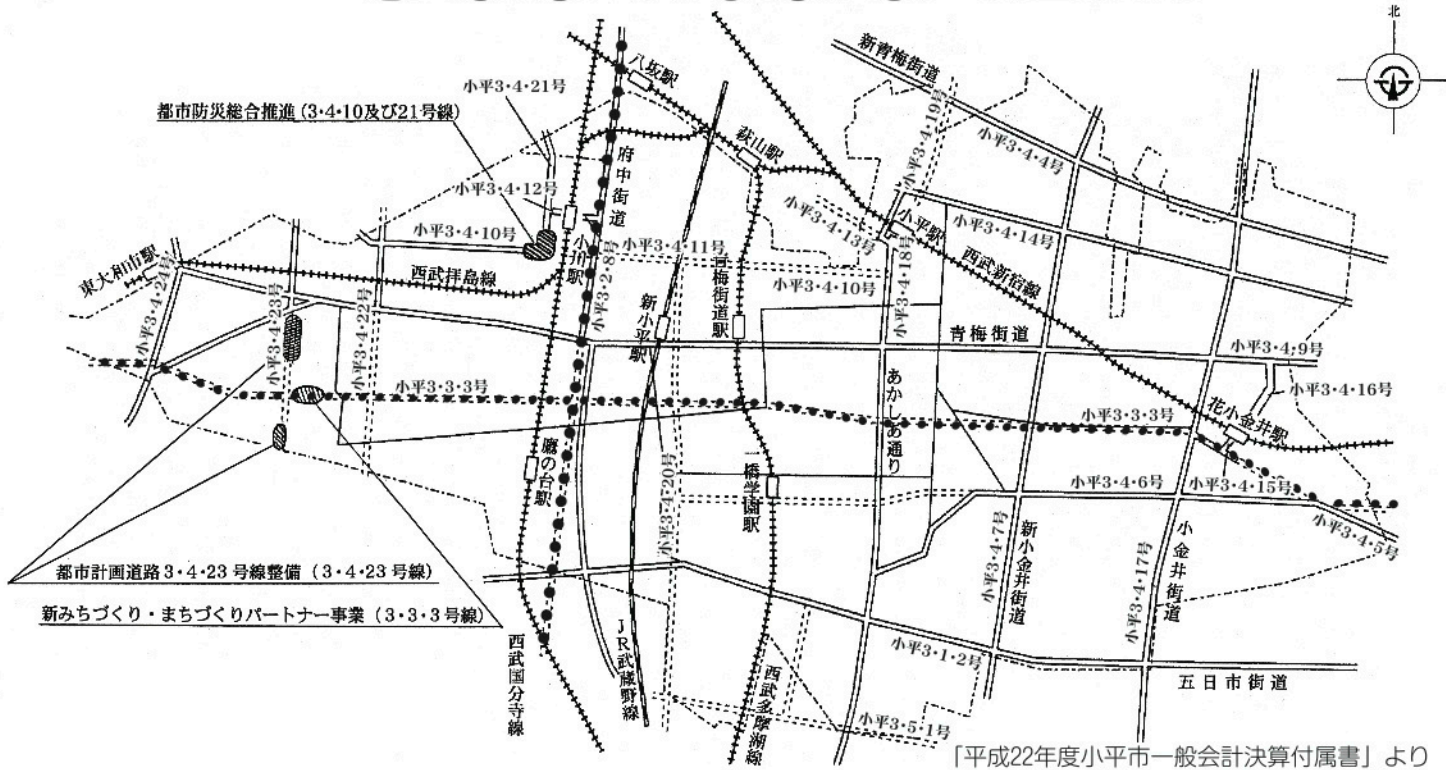 北
新青梅街道
八坂駅
小平3・4・21号
都市防災総合推進（3・4・10及び21号線）
小平3・4・19号
小平3・4・4号
萩山駅
府中街道
小平3・4・12号
小平3・4・13号
小平駅
小平3・4・14号
小平3・4・10号
小川駅
小平3・4・11号
小平3・4・18号
西武新宿線
東大和市駅
西武拝島線
小平3・2・8号
青梅街道駅
小平3・4・10号
小平3・4・24号
小平3・4・23号
小平3・4・22号
新小平駅
青梅街道
小平3・4・9号
小平3・3・3号
あかしあ通り
小平3・4・16号
小平3・3・3号
花小金井駅
鷹の台駅
一橋学園駅
小平3・4・20号
小平3・4・6号
小平3・4・15号
小平3・4・5号
小平3・4・7号
新小金井街道
小平3・4・17号
小金井街道
都市計画道路3・4・23号線整備（3・4・23号線）
新みちづくり・まちづくりパートナー事業（3・3・3号線）
西武国分寺線
JR武蔵野線
西武多摩湖線
小平3・1・2号
五日市街道
小平3・5・1号
「平成22年度小平市一般会計決算付属書」より